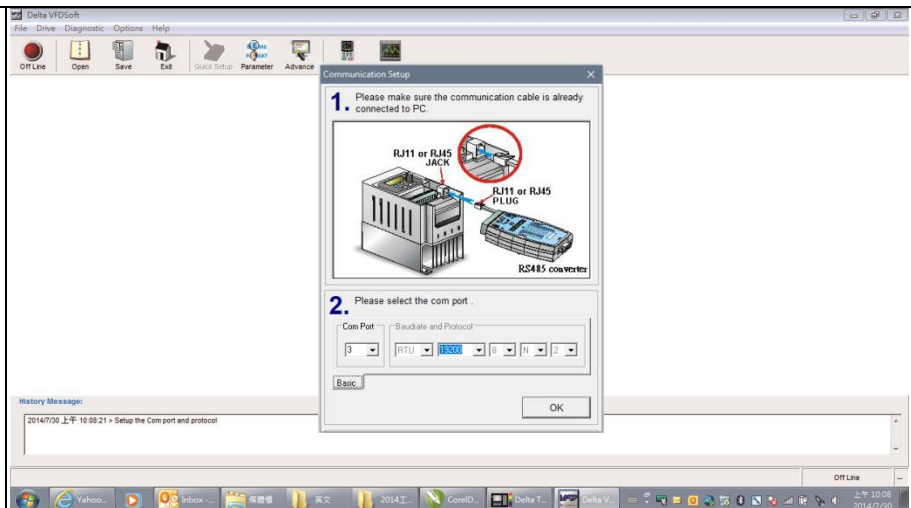 Delta VFDSoft
File Drive Diagnostic Options Help
Off Line Open Save Exit Quick Setup Parameter Advance
Communication Setup
1. Please make sure the communication cable is already
connected to PC.
RJ11 or RJ45
JACK
RJ11 or RJ45
PLUG
RS485 converter
2. Please select the com port .
Com Port Baudrate and Protocol
3 RTU 19200 8 N 2
Basic
OK
History Message:
2014/7/30 上午 10:08:21 > Setup the Com port and protocol
Off Line
Yahoo... Inbox -... 媒體櫃 英文 2014工... CorelD... Delta T... Delta V...
上午 10:08
2014/7/30